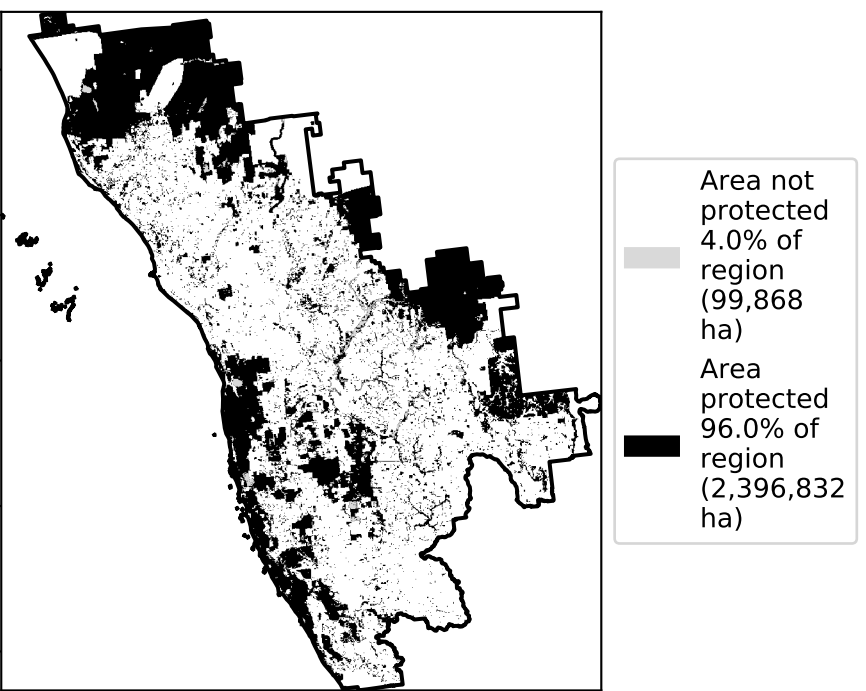 Area not
protected
4.0% of
region
(99,868
ha)
Area
protected
96.0% of
region
(2,396,832
ha)